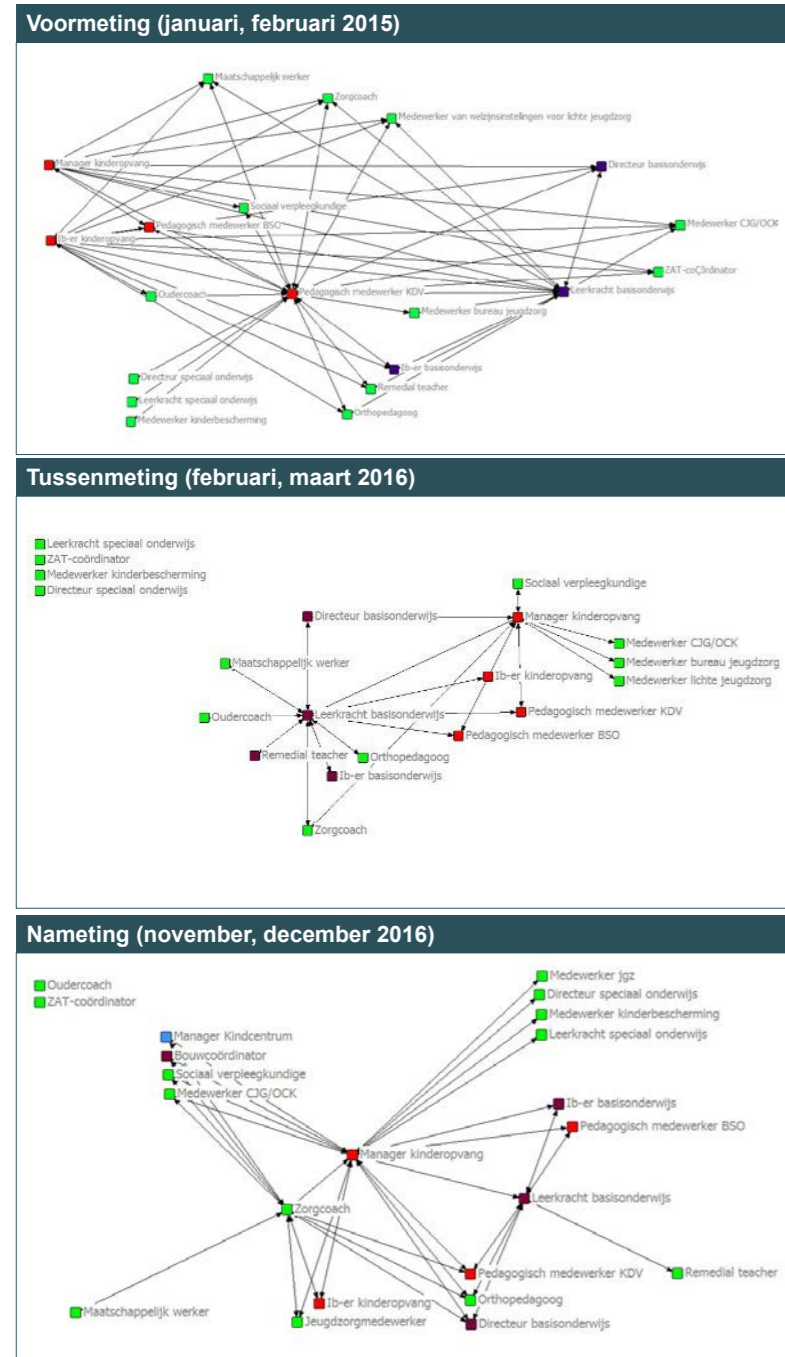 Voormeting (januari, februari 2015)
Maatschappelijk werker
Zorgcoach
Medewerker van welzijnsinstellingen voor lichte jeugdzorg
Manager kinderopvang
Directeur bassonderwijs
Sociaal verpleegkundige
Pedagogisch medewerker BSO
Medewerker CJG/OCK
Ib-er kinderopvang
ZAT-coÇ3rdinator
Oudercoach
Pedagogisch medewerker KDV
Leerkracht basisonderwijs
Medewerker bureau jeugdzorg
Ib-er basisonderwijs
Directeur speciaal onderwijs
Remedial teacher
Leerkracht speciaal onderwijs
Orthopedagoog
Medewerker kinderbescherming
Tussenmeting (februari, maart 2016)
Leerkracht speciaal onderwijs
ZAT-coördinator
Medewerker kinderbescherming
Directeur speciaal onderwijs
Sociaal verpleegkundige
Directeur basisonderwijs
Manager kinderopvang
Medewerker CJG/OCK
Maatschappelijk werker
Medewerker bureau jeugdzorg
Ib-er kinderopvang
Medewerker lichte jeugdzorg
Oudercoach
Leerkracht basisonderwijs
Pedagogisch medewerker KDV
Pedagogisch medewerker BSO
Remedial teacher
Orthopedagoog
Ib-er basisonderwijs
Zorgcoach
Nameting (november, december 2016)
Oudercoach
ZAT-coördinator
Medewerker jgz
Directeur speciaal onderwijs
Medewerker kinderbescherming
Leerkracht speciaal onderwijs
Manager Kindcentrum
Bouwcoördinator
Sociaal verpleegkundige
Medewerker CJG/OCK
Ib-er basisonderwijs
Pedagogisch medewerker BSO
Manager kinderopvang
Leerkracht basisonderwijs
Zorgcoach
Pedagogisch medewerker KDV
Remedial teacher
Ib-er kinderopvang
Orthopedagoog
Maatschappelijk werker
Jeugdzorgmedewerker
Directeur basisonderwijs